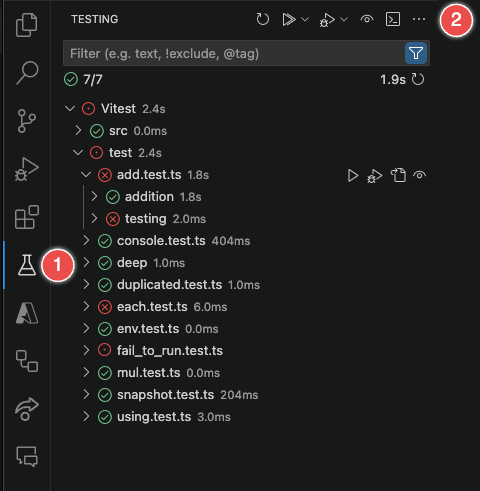 TESTING
2
Filter (e.g. text, !exclude, @tag)
7/7 1.9s
Vitest 2.4s
src 0.0ms
test 2.4s
add.test.ts 1.8s
addition 1.8s
testing 2.0ms
console.test.ts 404ms
1
deep 1.0ms
duplicated.test.ts 1.0ms
each.test.ts 6.0ms
env.test.ts 0.0ms
fail_to_run.test.ts
mul.test.ts 0.0ms
snapshot.test.ts 204ms
using.test.ts 3.0ms